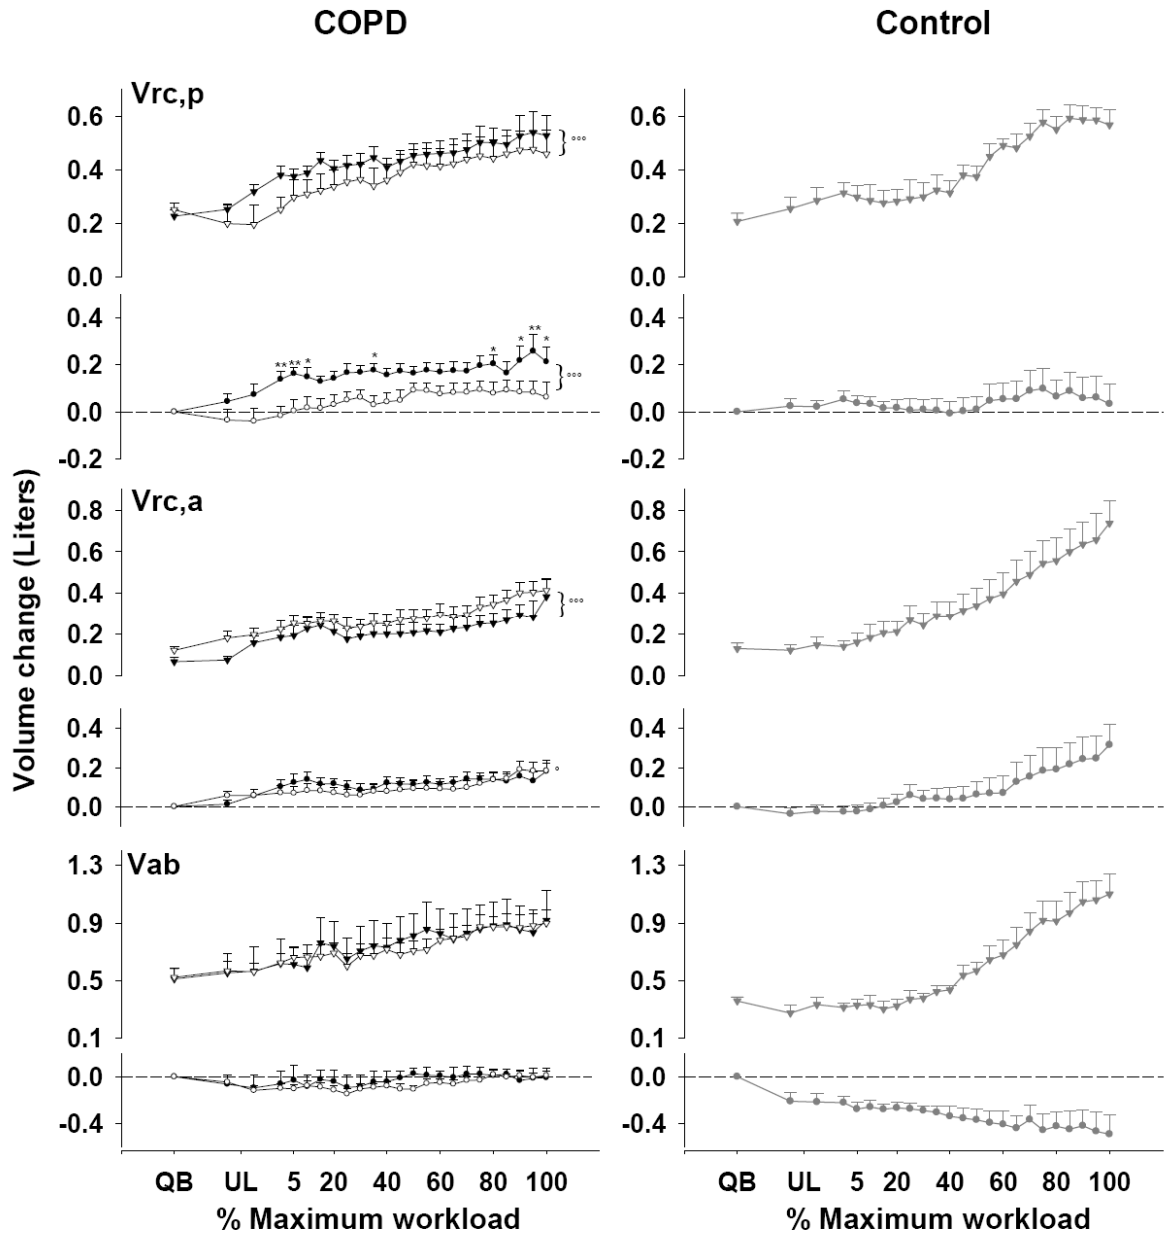 COPD Control
Vrc,p
0.6 0.6
0.4 0.4
0.2 0.2
0.0 0.0
0.4 0.4
** ** * * * * ** *
0.2 0.2
0.0 0.0
-0.2 -0.2
Volume change (Liters)
Vrc,a
0.8 0.8
0.6 0.6
0.4 0.4
0.2 0.2
0.0 0.0
0.4 0.4
0.2 0.2
0.0 0.0
Vab
1.3 1.3
0.9 0.9
0.5 0.5
0.1 0.1
0.0 0.0
-0.4 -0.4
QB UL 5 20 40 60 80 100 QB UL 5 20 40 60 80 100
% Maximum workload % Maximum workload